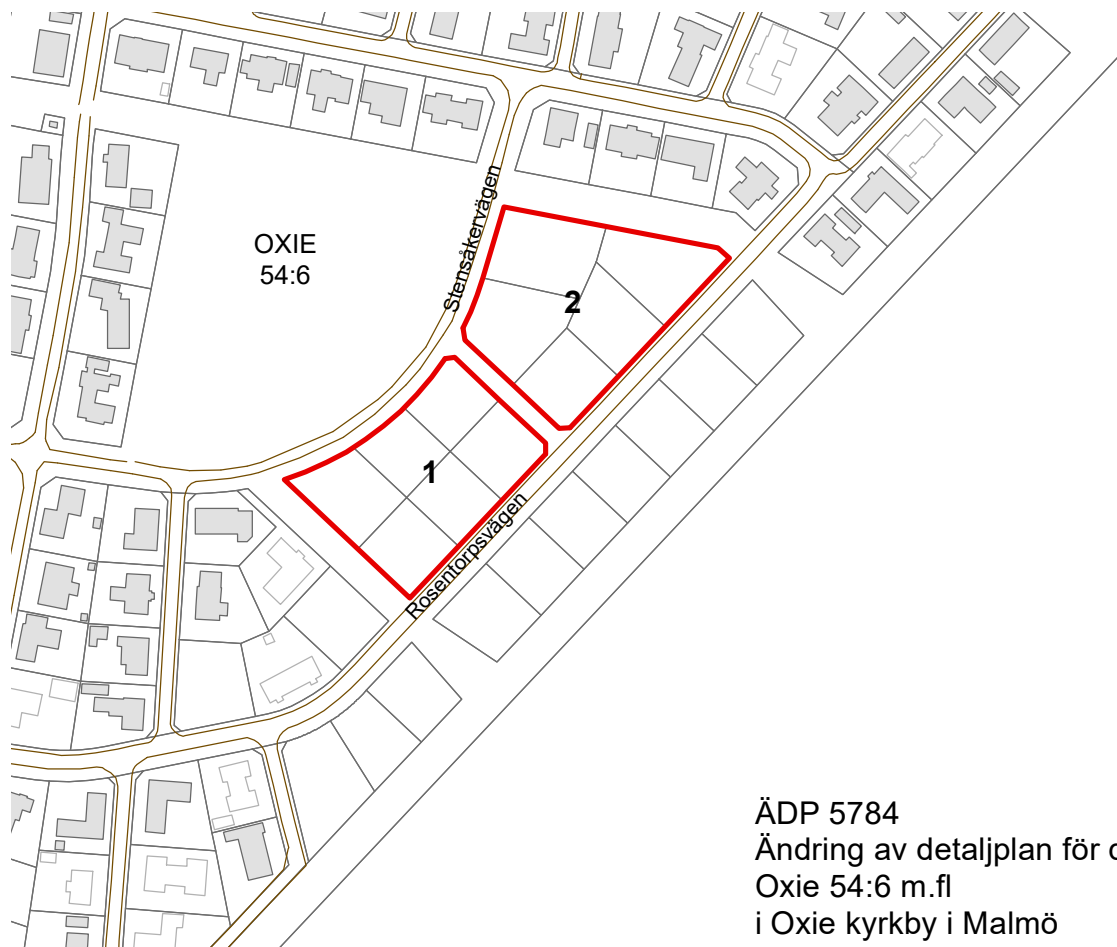 OXIE
54:6
Stensåkervägen
2
1
Rosentorpsvägen
ÄDP 5784
Ändring av detaljplan för
Oxie 54:6 m.fl
i Oxie kyrkby i Malmö